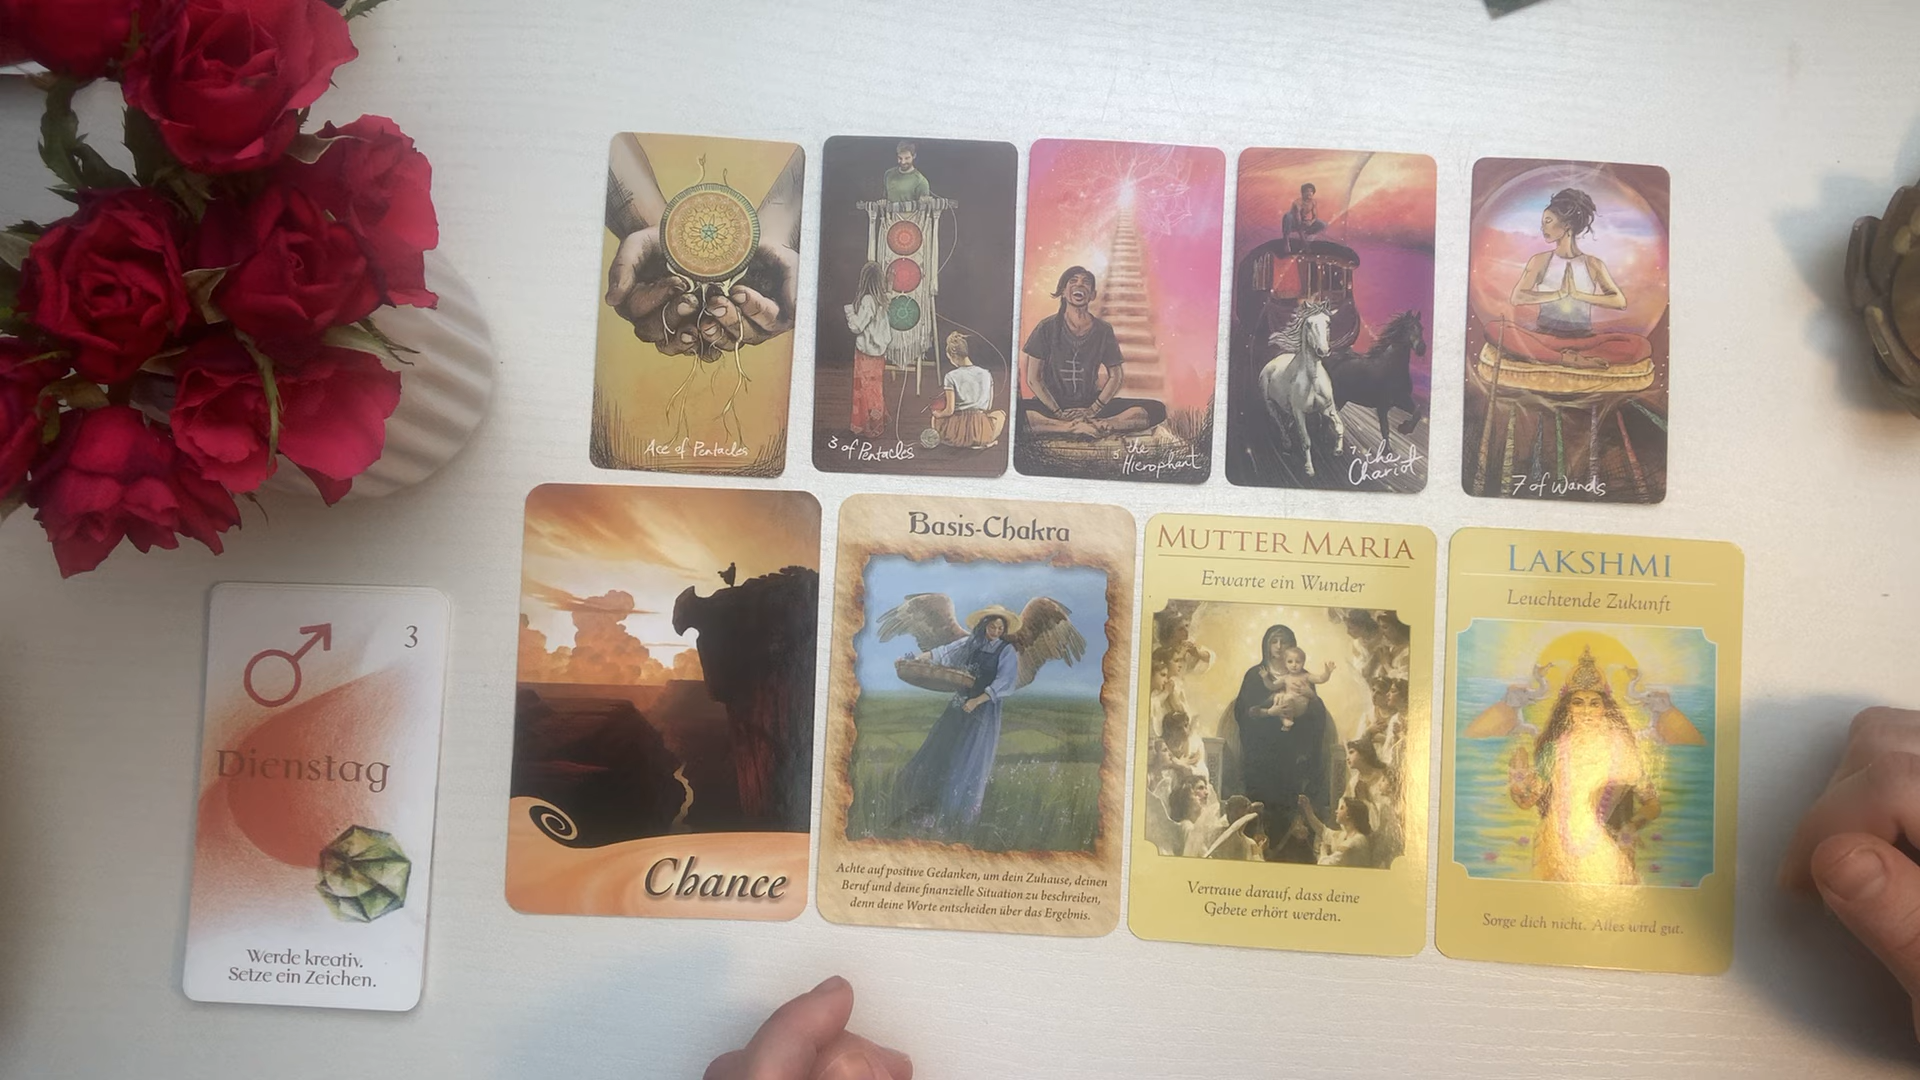 Ace of Pentacles
3 of Pentacles
5 the
Hierophant
7 the
Chariot
7 of Wands
3
Dienstag
Werde kreativ.
Setze ein Zeichen.
Chance
Basis-Chakra
Achte auf positive Gedanken, um dein Zuhause, deinen
Beruf und deine finanzielle Situation zu beschreiben,
denn deine Worte entscheiden über das Ergebnis.
MUTTER MARIA
Erwarte ein Wunder
Vertraue darauf, dass deine
Gebete erhört werden.
LAKSHMI
Leuchtende Zukunft
Sorge dich nicht. Alles wird gut.